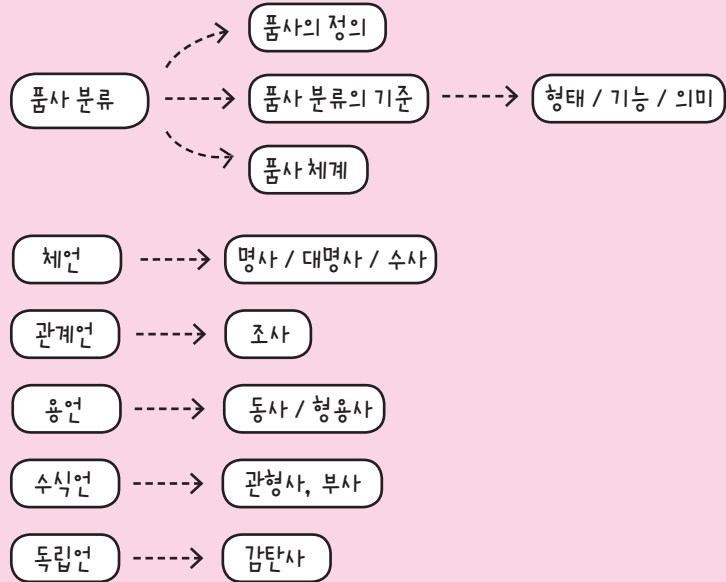 품사의 정의
품사 분류
품사 분류의 기준
형태 / 기능 / 의미
품사 체계
체언
명사 / 대명사 / 수사
관계언
조사
용언
동사 / 형용사
수식언
관형사, 부사
독립언
감탄사